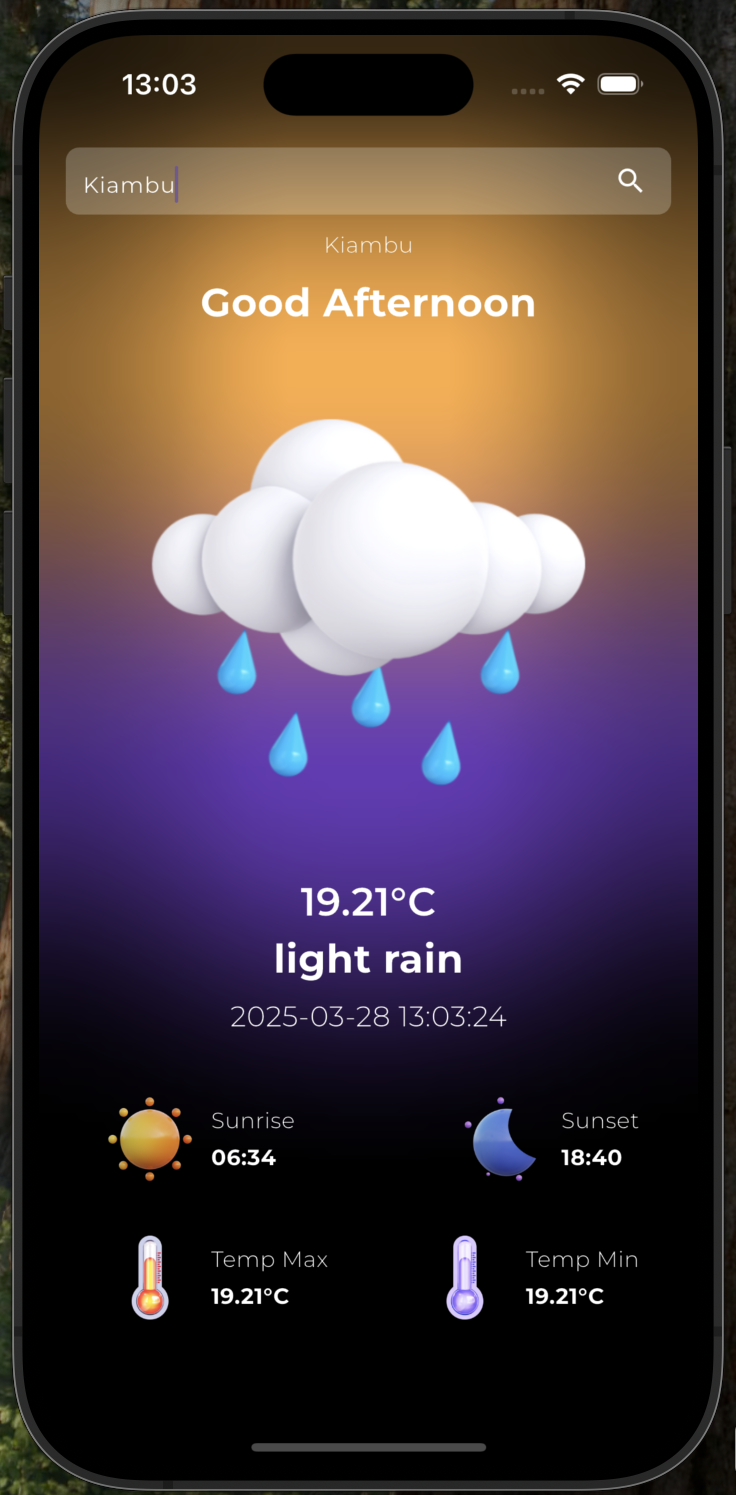 13:03
Kiambu
Kiambu
Good Afternoon
19.21°C
light rain
2025-03-28 13:03:24
Sunrise
06:34
Sunset
18:40
Temp Max
19.21°C
Temp Min
19.21°C